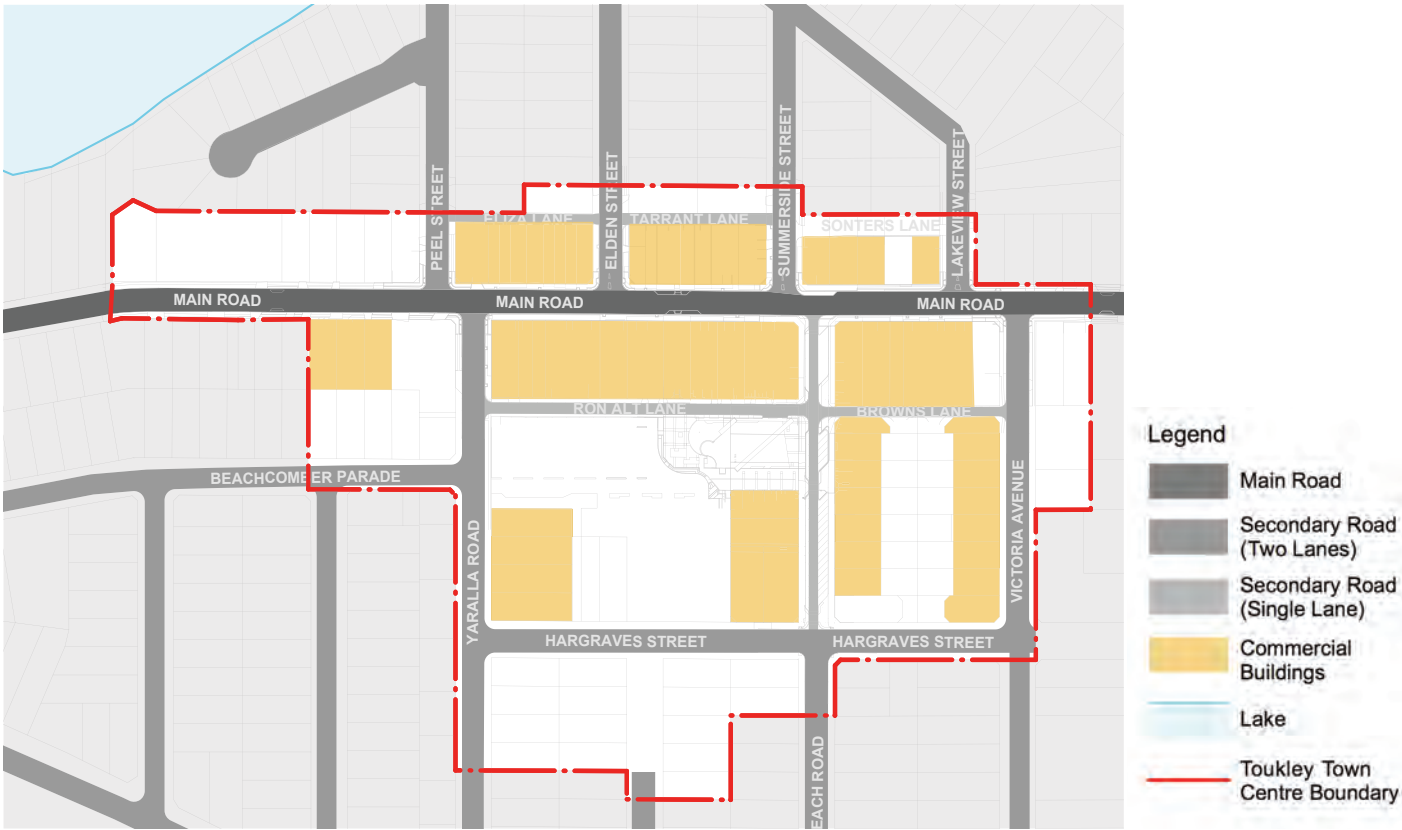 PEEL STREET
ELDEN STREET
SUMMERSIDE STREET
LAKEVIEW STREET
ELIZA LANE
TARRANT LANE
SONTERS LANE
MAIN ROAD
MAIN ROAD
MAIN ROAD
RON ALT LANE
BROWNS LANE
BEACHCOMBER PARADE
YARALLA ROAD
VICTORIA AVENUE
HARGRAVES STREET
HARGRAVES STREET
EACH ROAD
Legend
Main Road
Secondary Road
(Two Lanes)
Secondary Road
(Single Lane)
Commercial
Buildings
Lake
Toukley Town
Centre Boundary